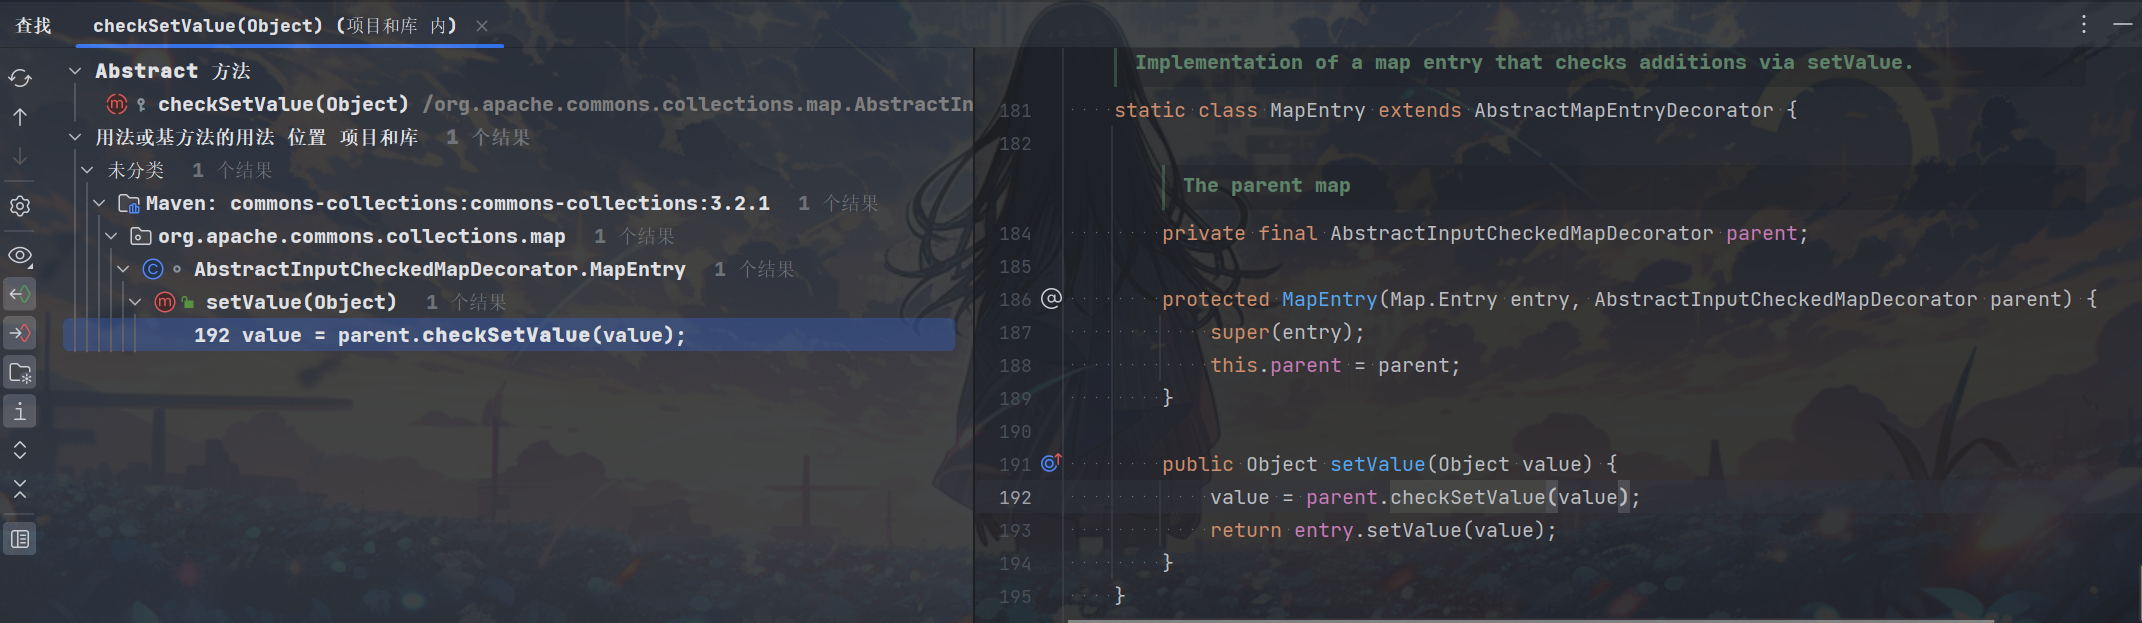 查找 checkSetValue(Object) (项目和库 内)
Abstract 方法
checkSetValue(Object) /org.apache.commons.collections.map.AbstractIn
用法或基方法的用法 位置 项目和库 1 个结果
未分类 1 个结果
Maven: commons-collections:commons-collections:3.2.1 1 个结果
org.apache.commons.collections.map 1 个结果
AbstractInputCheckedMapDecorator.MapEntry 1 个结果
setValue(Object) 1 个结果
192 value = parent.checkSetValue(value);
Implementation of a map entry that checks additions via setValue.
181 static class MapEntry extends AbstractMapEntryDecorator {
182
The parent map
184 private final AbstractInputCheckedMapDecorator parent;
185
186 protected MapEntry(Map.Entry entry, AbstractInputCheckedMapDecorator parent) {
187 super(entry);
188 this.parent = parent;
189 }
190
191 public Object setValue(Object value) {
192 value = parent.checkSetValue(value);
193 return entry.setValue(value);
194 }
195 }